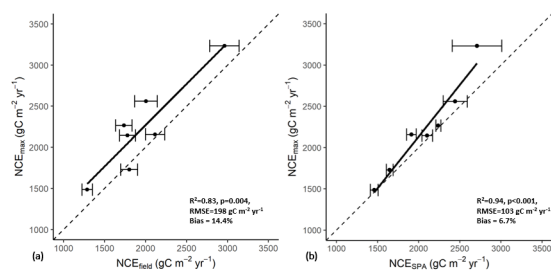 3500
3000
2500
2000
1500
1000
NCEmax (gC m⁻² yr⁻¹)
R²=0.83, p=0.004,
RMSE=198 gC m⁻² yr⁻¹
Bias = 14.4%
(a)
1000 1500 2000 2500 3000 3500
NCEfield (gC m⁻² yr⁻¹)
3500
3000
2500
2000
1500
1000
NCEmax (gC m⁻² yr⁻¹)
R²=0.94, p<0.001,
RMSE=103 gC m⁻² yr⁻¹
Bias = 6.7%
(b)
1000 1500 2000 2500 3000 3500
NCESPA (gC m⁻² yr⁻¹)